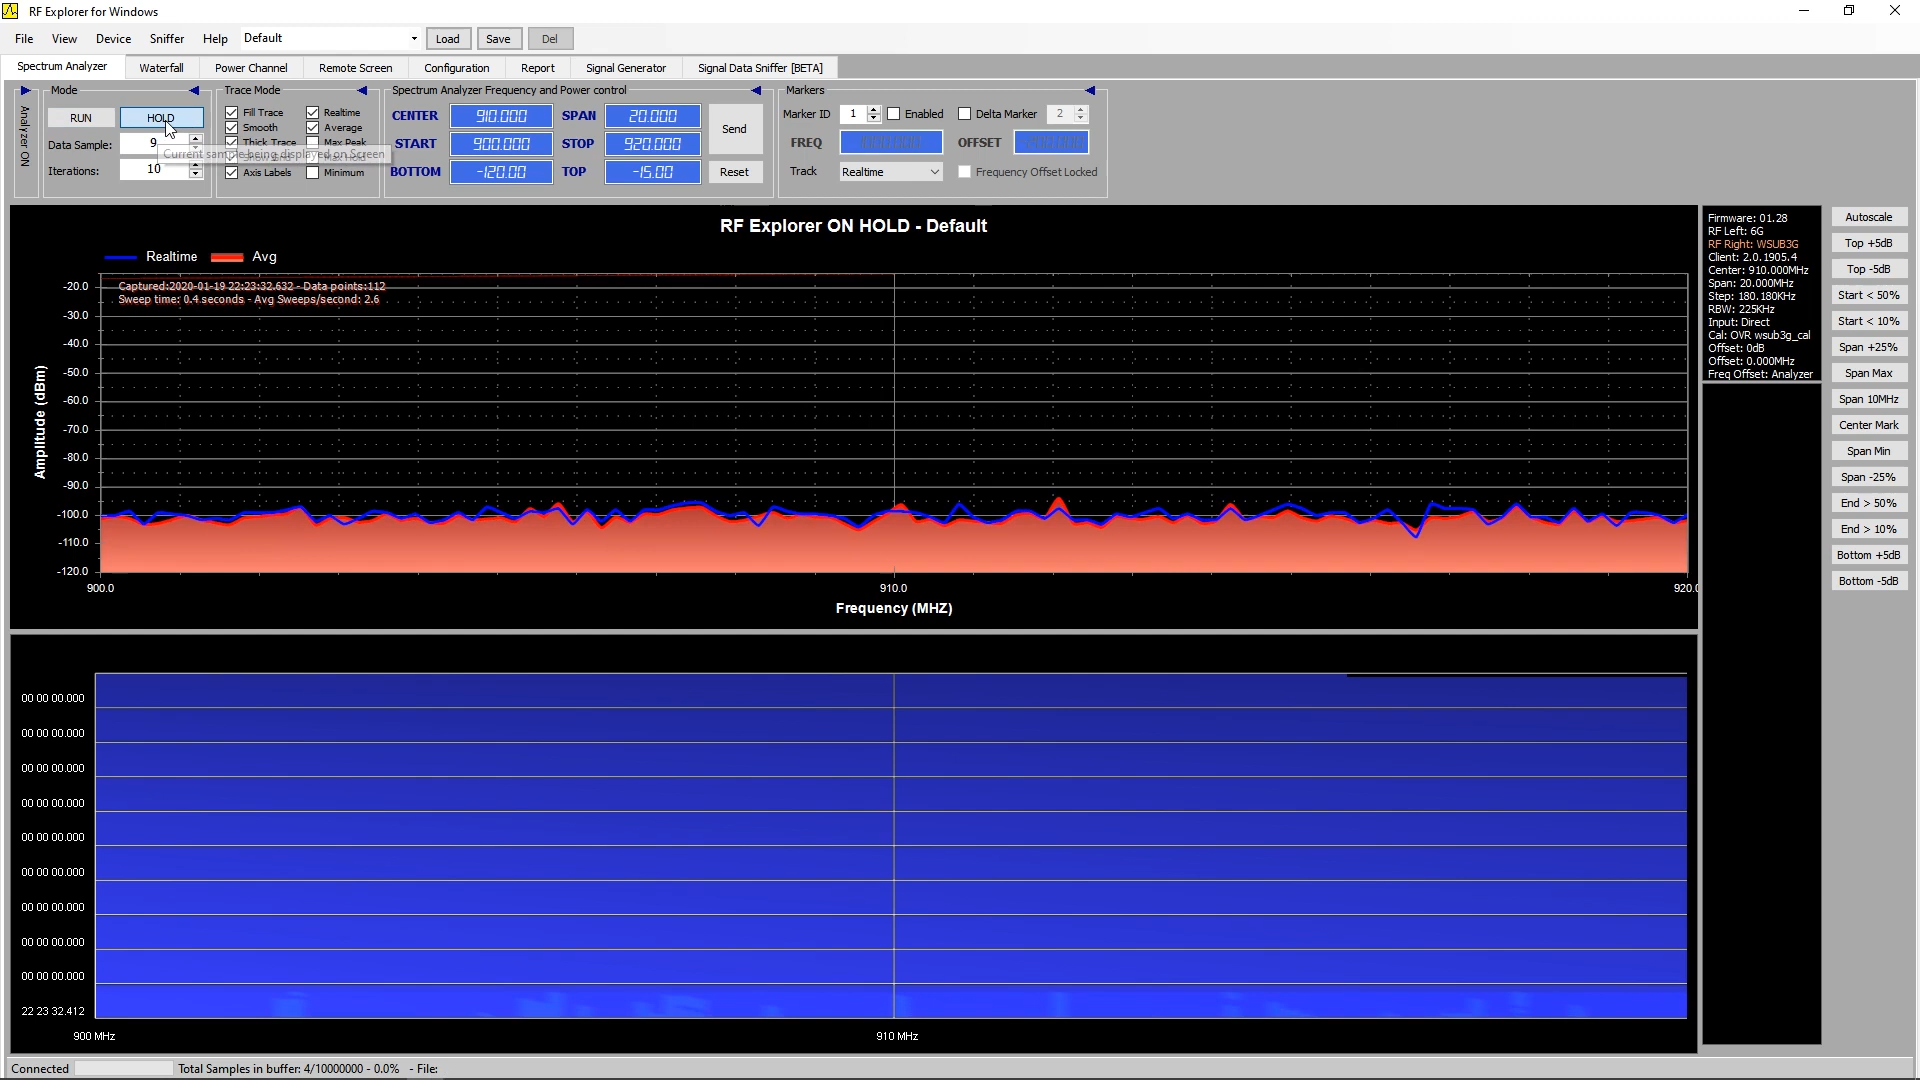 RF Explorer for Windows
File View Device Sniffer Help Default Load Save Del
Spectrum Analyzer Waterfall Power Channel Remote Screen Configuration Report Signal Generator Signal Data Sniffer [BETA]
Analyzer ON
Mode
RUN HOLD
Data Sample: 9
Iterations: 10
Current sample being displayed on Screen
Trace Mode
Fill Trace Realtime
Smooth Average
Thick Trace Max Peak
Axis Labels Minimum
Spectrum Analyzer Frequency and Power control
CENTER 910.000 SPAN 20.000
START 900.000 STOP 920.000
BOTTOM -120.00 TOP -15.00
Send
Reset
Markers
Marker ID 1 Enabled Delta Marker 2
FREQ OFFSET
Track Realtime Frequency Offset Locked
RF Explorer ON HOLD - Default
Realtime Avg
Captured:2020-01-19 22:23:32.632 - Data points:112
Sweep time: 0.4 seconds - Avg Sweeps/second: 2.6
Amplitude (dBm)
-20.0
-30.0
-40.0
-50.0
-60.0
-70.0
-80.0
-90.0
-100.0
-110.0
-120.0
900.0 910.0 920.0
Frequency (MHZ)
Firmware: 01.28
RF Left: 6G
RF Right: WSUB3G
Client: 2.0.1905.4
Center: 910.000MHz
Span: 20.000MHz
Step: 180.180KHz
RBW: 225KHz
Input: Direct
Cal: OVR wsub3g_cal
Offset: 0dB
Offset: 0.000MHz
Freq Offset: Analyzer
Autoscale
Top +5dB
Top -5dB
Start < 50%
Start < 10%
Span +25%
Span Max
Span 10MHz
Center Mark
Span Min
Span -25%
End > 50%
End > 10%
Bottom +5dB
Bottom -5dB
00 00 00.000
00 00 00.000
00 00 00.000
00 00 00.000
00 00 00.000
00 00 00.000
00 00 00.000
00 00 00.000
00 00 00.000
22 23 32.412
900 MHz 910 MHz
Connected Total Samples in buffer: 4/10000000 - 0.0% - File: